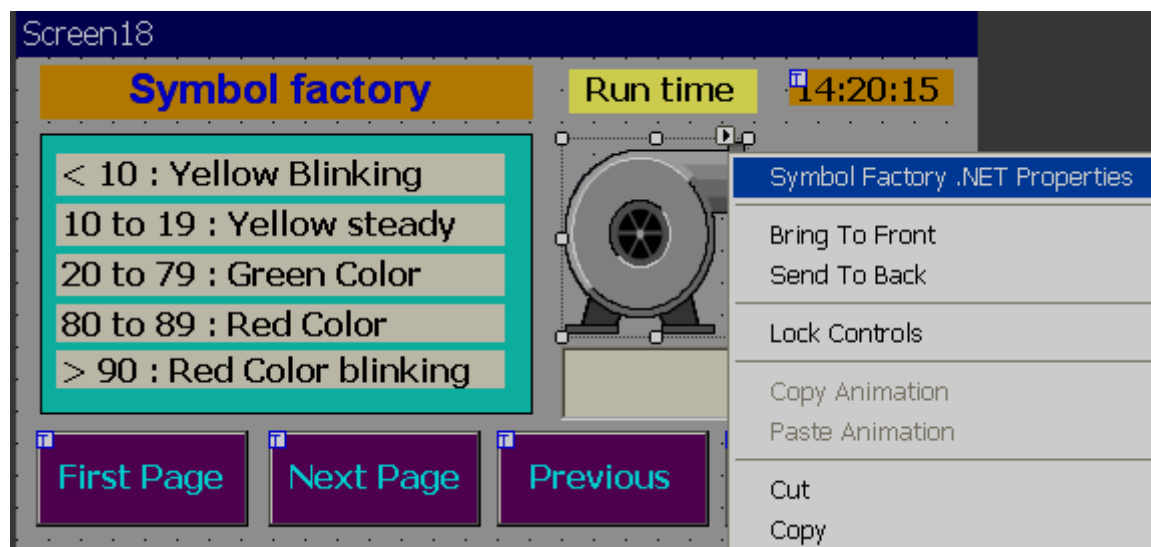 Screen18
Symbol factory
Run time
14:20:15
< 10 : Yellow Blinking
10 to 19 : Yellow steady
20 to 79 : Green Color
80 to 89 : Red Color
> 90 : Red Color blinking
Symbol Factory .NET Properties
Bring To Front
Send To Back
Lock Controls
Copy Animation
Paste Animation
Cut
Copy
T
T
T
T
First Page
Next Page
Previous